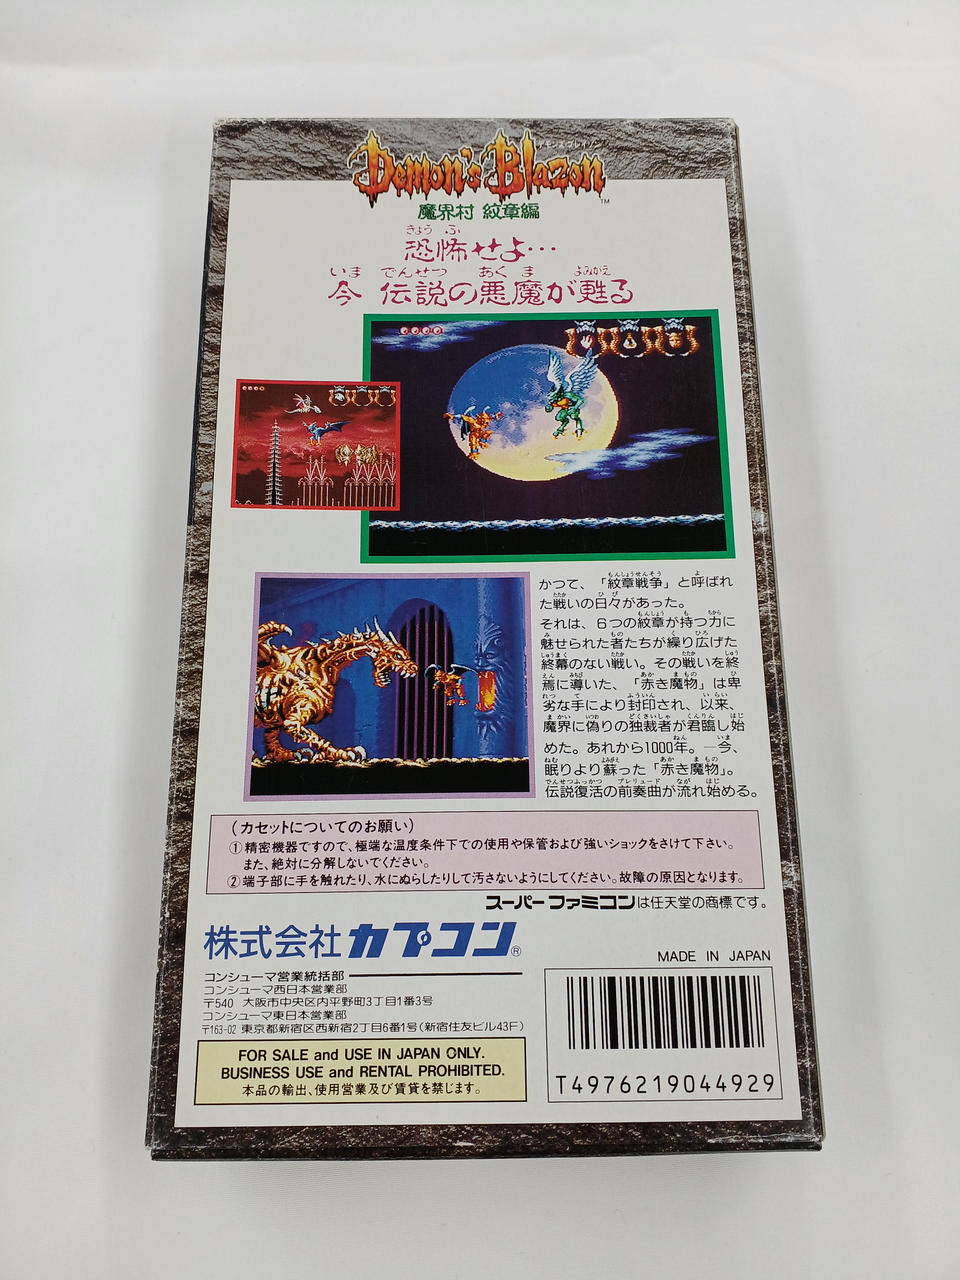 Demon's Blazon™
デモンズ・ブレイゾン
魔界村 紋章編
恐怖せよ…
今 伝説の悪魔が甦る
かつて、「紋章戦争」と呼ばれ
た戦いの日々があった。
それは、6つの紋章が持つ力に
魅せられた者たちが繰り広げた
終幕のない戦い。その戦いを終
焉に導いた、「赤き魔物」は卑
劣な手により封印され、以来、
魔界に偽りの独裁者が君臨し始
めた。あれから1000年。—今、
眠りより蘇った「赤き魔物」。
伝説復活の前奏曲が流れ始める。
(カセットについてのお願い)
①精密機器ですので、極端な温度条件下での使用や保管および強いショックをさけて下さい。
また、絶対に分解しないでください。
②端子部に手を触れたり、水にぬらしたりして汚さないようにしてください。故障の原因となります。
スーパーファミコンは任天堂の商標です。
株式会社カプコン®
コンシューマ営業統括部
コンシューマ西日本営業部
〒540 大阪市中央区内平野町3丁目1番3号
コンシューマ東日本営業部
〒163-02 東京都新宿区西新宿2丁目6番1号(新宿住友ビル43F)
FOR SALE and USE IN JAPAN ONLY.
BUSINESS USE and RENTAL PROHIBITED.
本品の輸出、使用営業及び賃貸を禁じます。
MADE IN JAPAN
T4976219044929